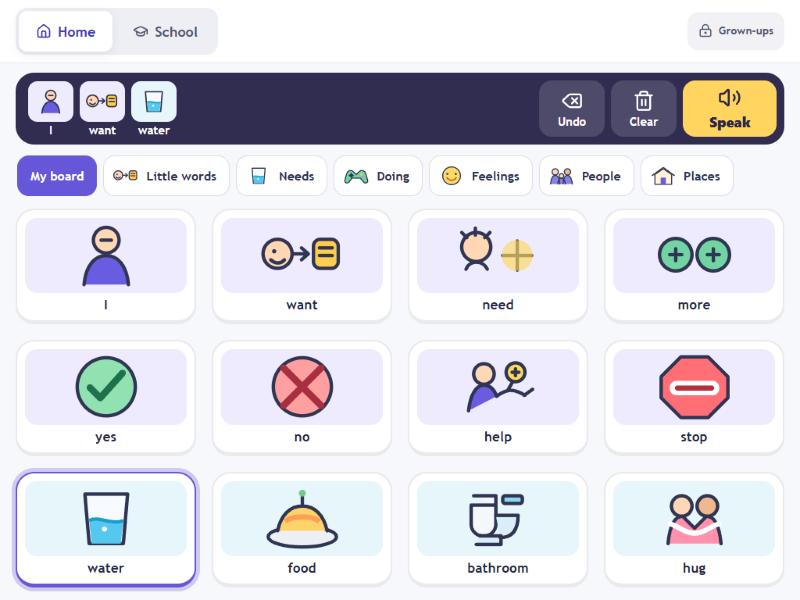 Home School Grown-ups
I want water Undo Clear Speak
My board Little words Needs Doing Feelings People Places
I want need more
yes no help stop
water food bathroom hug